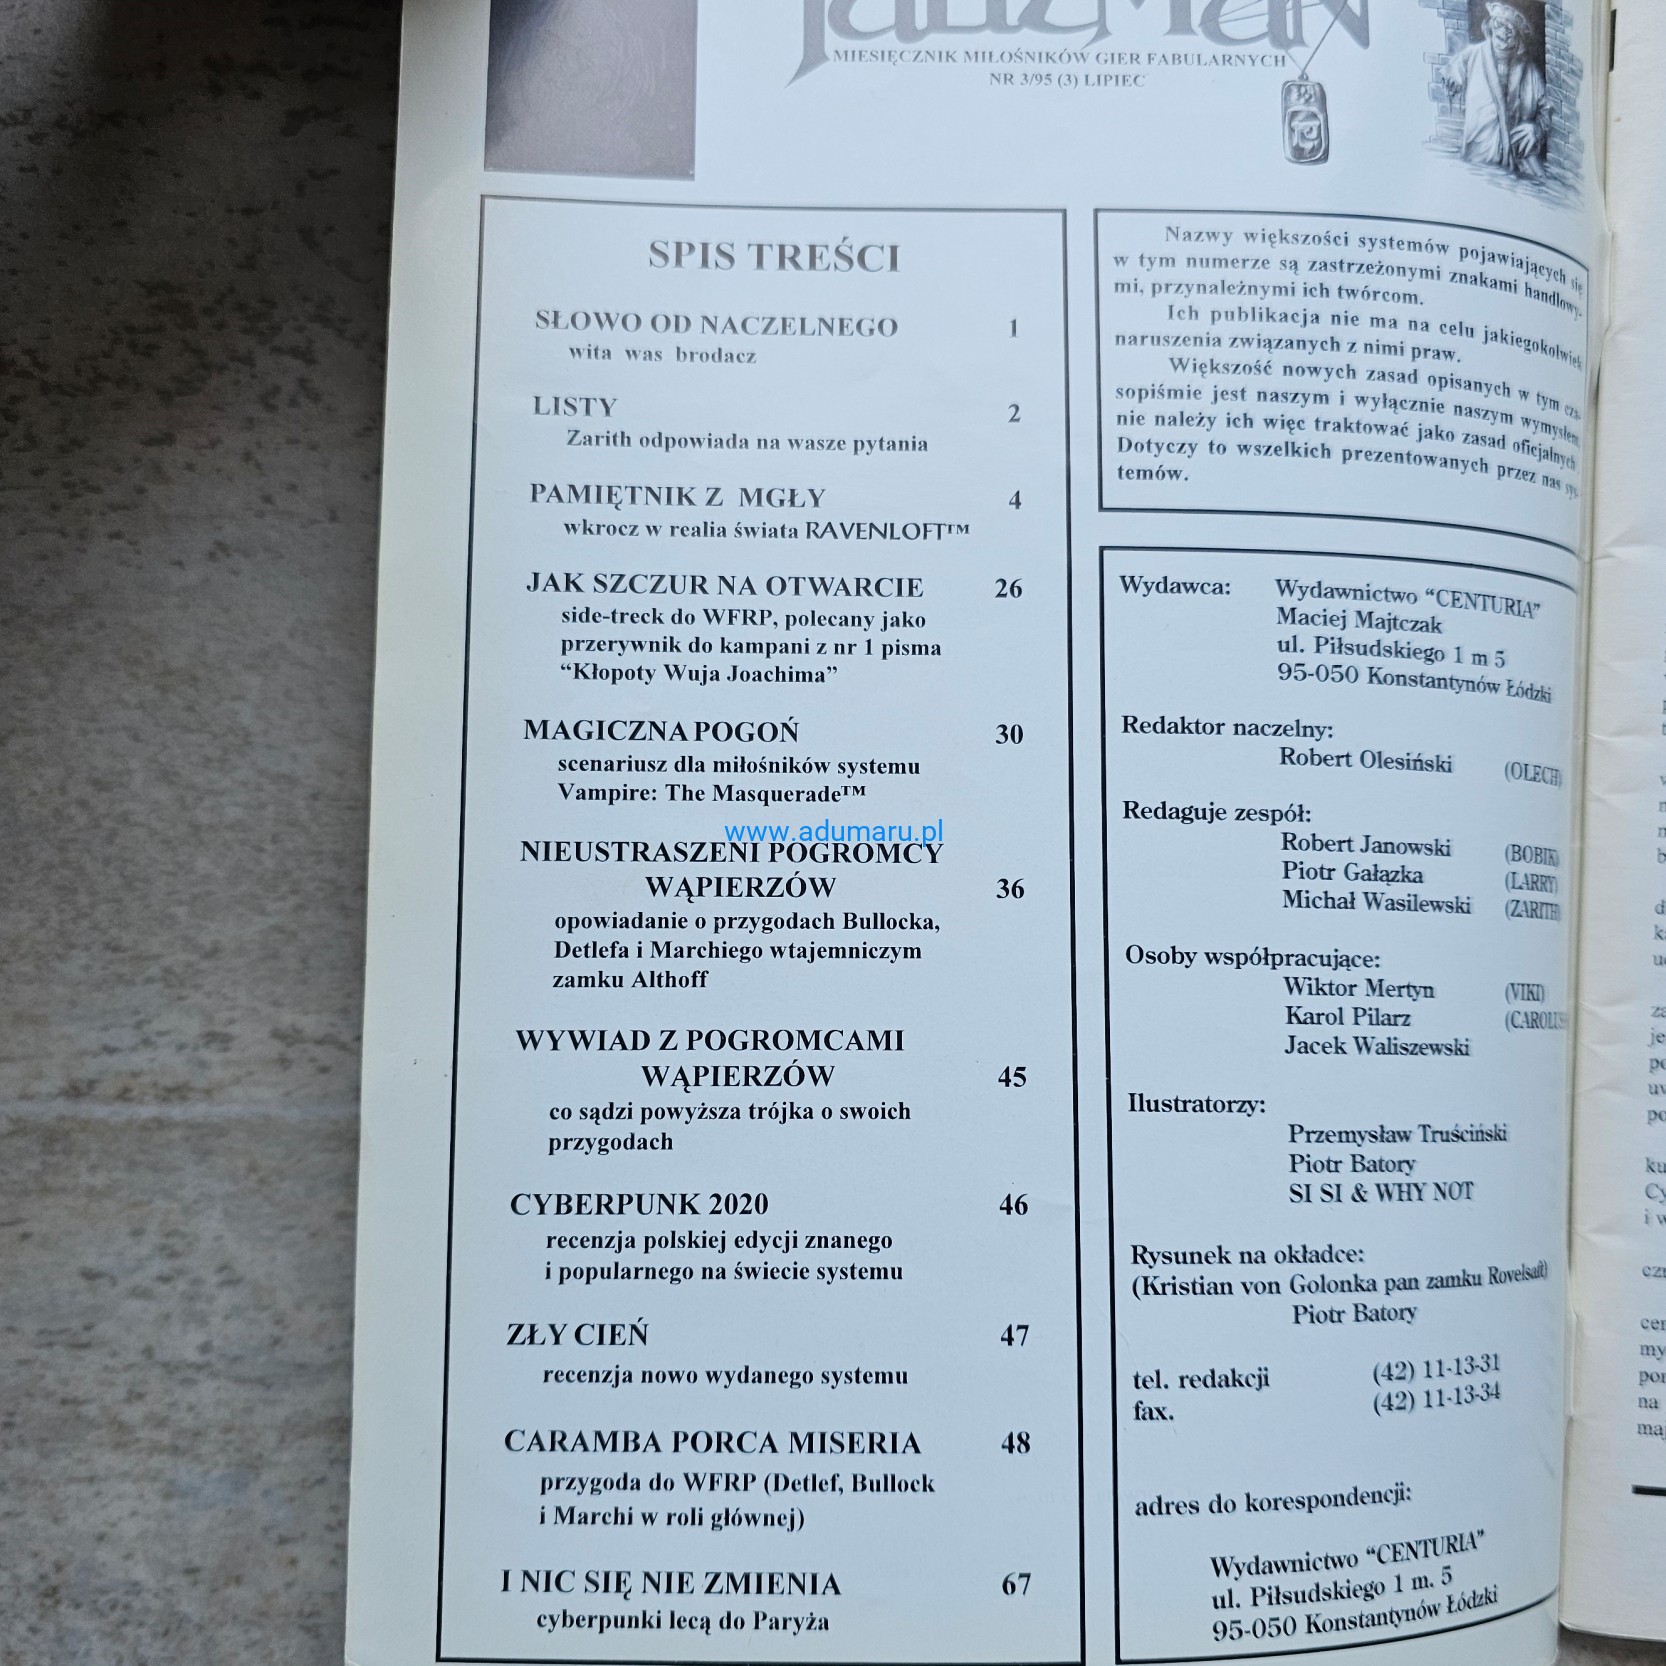 Talizman
MIESIĘCZNIK MIŁOŚNIKÓW GIER FABULARNYCH
NR 3/95 (3) LIPIEC
SPIS TREŚCI
SŁOWO OD NACZELNEGO 1
wita was brodacz
LISTY 2
Zarith odpowiada na wasze pytania
PAMIĘTNIK Z MGŁY 4
wkrocz w realia świata RAVENLOFT™
JAK SZCZUR NA OTWARCIE 26
side-treck do WFRP, polecany jako
przerywnik do kampani z nr 1 pisma
“Kłopoty Wuja Joachima”
MAGICZNA POGOŃ 30
scenariusz dla miłośników systemu
Vampire: The Masquerade™
www.adumaru.pl
NIEUSTRASZENI POGROMCY
WĄPIERZÓW 36
opowiadanie o przygodach Bullocka,
Detlefa i Marchiego wtajemniczym
zamku Althoff
WYWIAD Z POGROMCAMI
WĄPIERZÓW 45
co sądzi powyższa trójka o swoich
przygodach
CYBERPUNK 2020 46
recenzja polskiej edycji znanego
i popularnego na świecie systemu
ZŁY CIEŃ 47
recenzja nowo wydanego systemu
CARAMBA PORCA MISERIA 48
przygoda do WFRP (Detlef, Bullock
i Marchi w roli głównej)
I NIC SIĘ NIE ZMIENIA 67
cyberpunki lecą do Paryża
Nazwy większości systemów pojawiających się
w tym numerze są zastrzeżonymi znakami handlowy-
mi, przynależnymi ich twórcom.
Ich publikacja nie ma na celu jakiegokolwiek
naruszenia związanych z nimi praw.
Większość nowych zasad opisanych w tym cza-
sopiśmie jest naszym i wyłącznie naszym wymysłem
nie należy ich więc traktować jako zasad oficjalnych
Dotyczy to wszelkich prezentowanych przez nas sys-
temów.
Wydawca: Wydawnictwo “CENTURIA”
Maciej Majtczak
ul. Piłsudskiego 1 m 5
95-050 Konstantynów Łódzki
Redaktor naczelny:
Robert Olesiński (OLECH)
Redaguje zespół:
Robert Janowski (BOBIK)
Piotr Gałązka (LARRY)
Michał Wasilewski (ZARITH)
Osoby współpracujące:
Wiktor Mertyn (VIKI)
Karol Pilarz (CAROLUS)
Jacek Waliszewski
Ilustratorzy:
Przemysław Truściński
Piotr Batory
SI SI & WHY NOT
Rysunek na okładce:
(Kristian von Golonka pan zamku Rovelsaft)
Piotr Batory
tel. redakcji (42) 11-13-31
fax. (42) 11-13-34
adres do korespondencji:
Wydawnictwo “CENTURIA”
ul. Piłsudskiego 1 m. 5
95-050 Konstantynów Łódzki